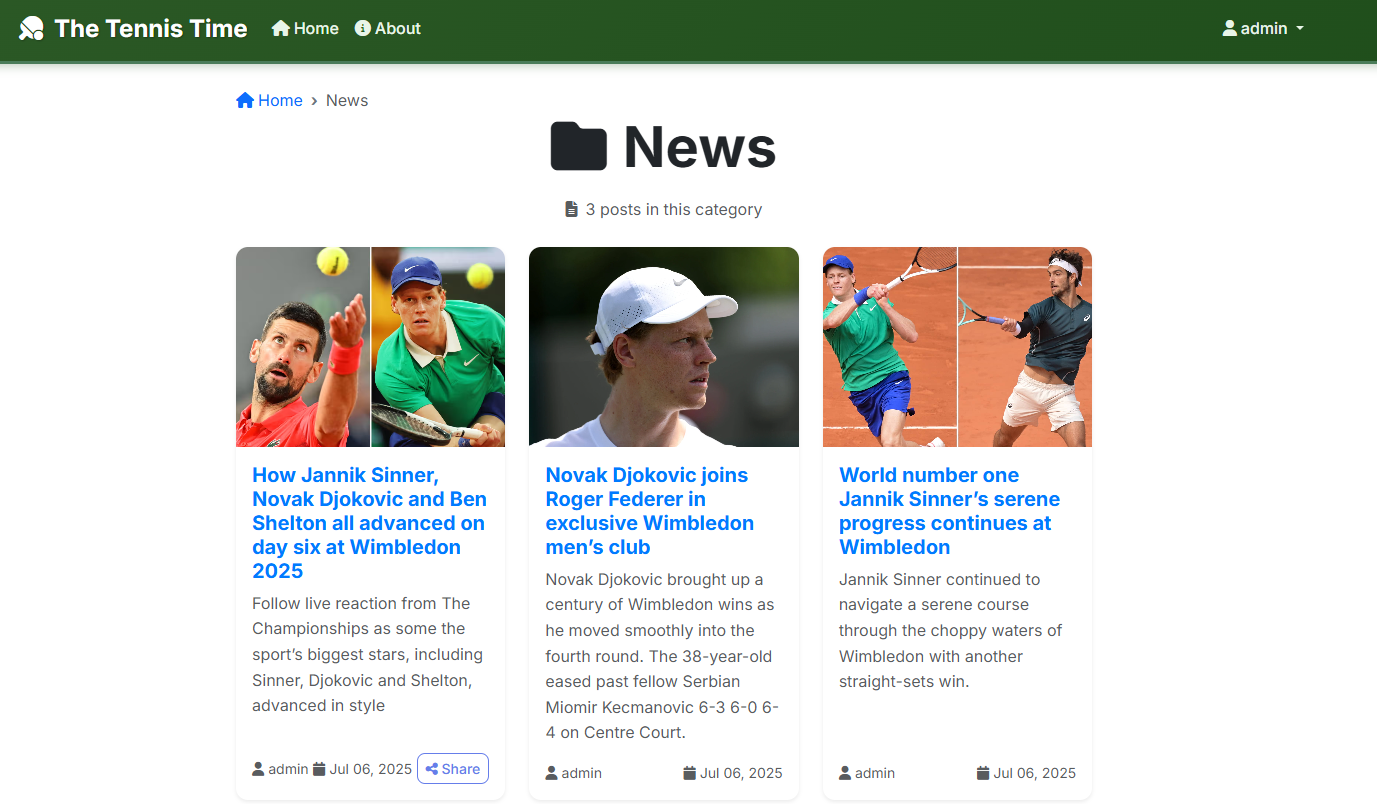 The Tennis Time Home About admin
Home › News
News
3 posts in this category
How Jannik Sinner,
Novak Djokovic and Ben
Shelton all advanced on
day six at Wimbledon
2025
Follow live reaction from The
Championships as some the
sport’s biggest stars, including
Sinner, Djokovic and Shelton,
advanced in style
admin Jul 06, 2025 Share
Novak Djokovic joins
Roger Federer in
exclusive Wimbledon
men’s club
Novak Djokovic brought up a
century of Wimbledon wins as
he moved smoothly into the
fourth round. The 38-year-old
eased past fellow Serbian
Miomir Kecmanovic 6-3 6-0 6-
4 on Centre Court.
admin Jul 06, 2025
World number one
Jannik Sinner’s serene
progress continues at
Wimbledon
Jannik Sinner continued to
navigate a serene course
through the choppy waters of
Wimbledon with another
straight-sets win.
admin Jul 06, 2025